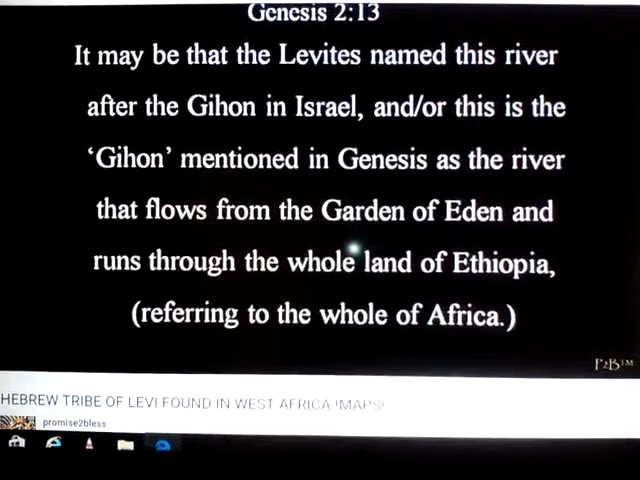 Genesis 2:13
It may be that the Levites named this river
after the Gihon in Israel, and/or this is the
‘Gihon’ mentioned in Genesis as the river
that flows from the Garden of Eden and
runs through the whole land of Ethiopia,
(referring to the whole of Africa.)
P2B™
HEBREW TRIBE OF LEVI FOUND IN WEST AFRICA !MAPS!
promise2bless